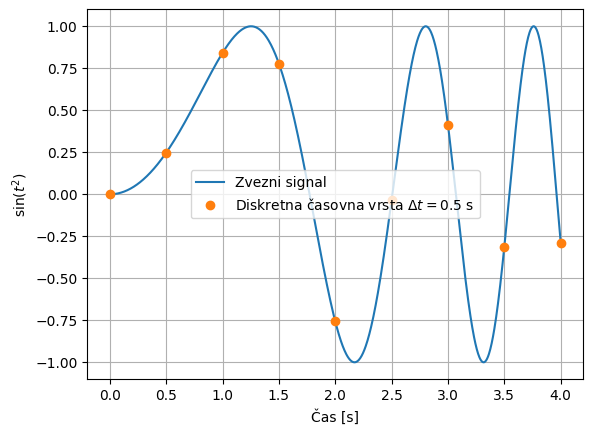 1.00
0.75
0.50
0.25
0.00
−0.25
−0.50
−0.75
−1.00
sin(t²)
Zvezni signal
Diskretna časovna vrsta Δt = 0.5 s
0.0 0.5 1.0 1.5 2.0 2.5 3.0 3.5 4.0
Čas [s]